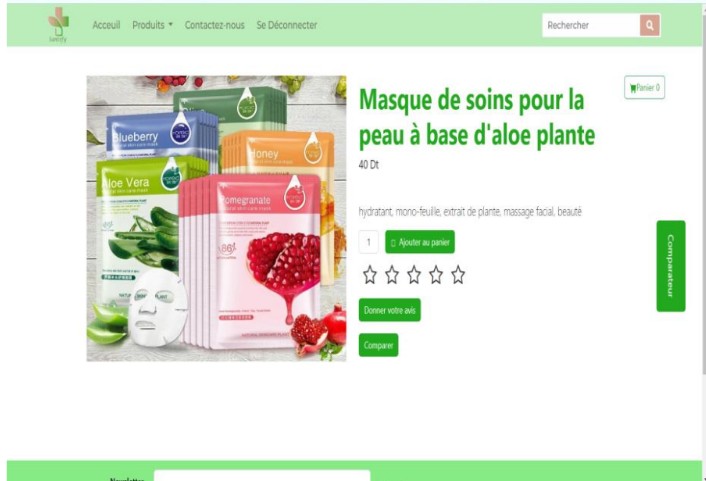 Acceuil Produits Contactez-nous Se Déconnecter Rechercher
Panier 0
Masque de soins pour la
peau à base d'aloe plante
40 Dt
hydratant, mono-feuille, extrait de plante, massage facial, beauté
1 Ajouter au panier
Donner votre avis
Comparer
Comparateur
Blueberry
Honey
Aloe Vera
Pomegranate
Newsletter